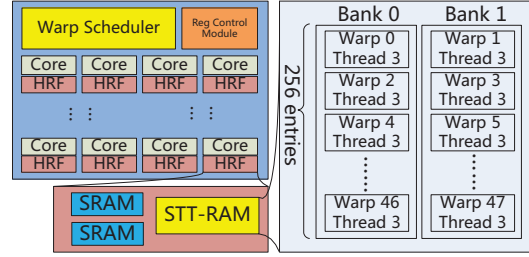 Warp Scheduler
Reg Control
Module
Core Core Core Core
HRF HRF HRF HRF
Core Core Core Core
HRF HRF HRF HRF
SRAM
SRAM
STT-RAM
256 entries
Bank 0
Warp 0
Thread 3
Warp 2
Thread 3
Warp 4
Thread 3
Warp 46
Thread 3
Bank 1
Warp 1
Thread 3
Warp 3
Thread 3
Warp 5
Thread 3
Warp 47
Thread 3